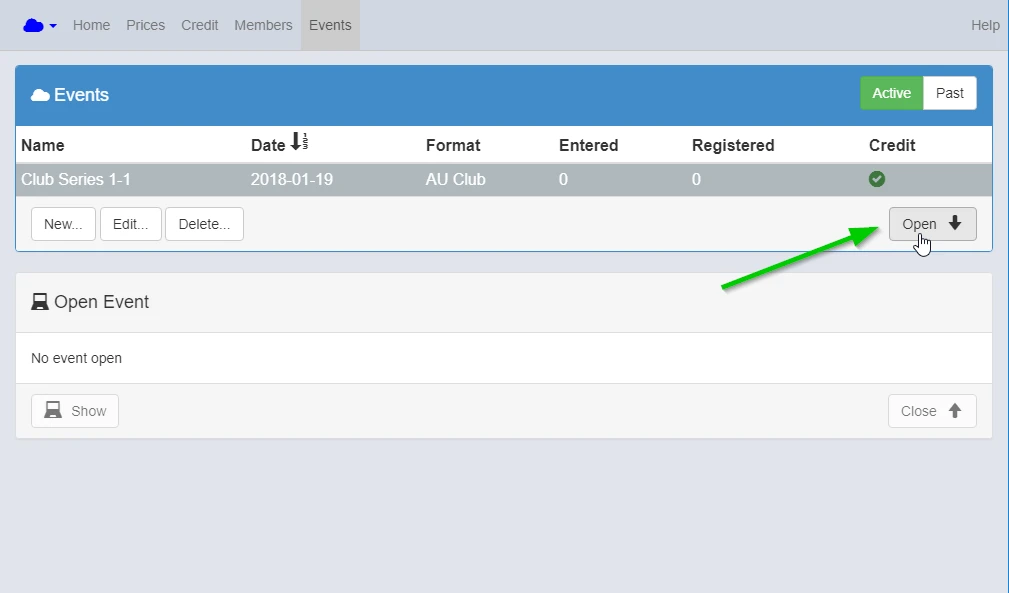 Home Prices Credit Members Events Help
Events Active Past
Name Date Format Entered Registered Credit
Club Series 1-1 2018-01-19 AU Club 0 0
New... Edit... Delete... Open
Open Event
No event open
Show Close